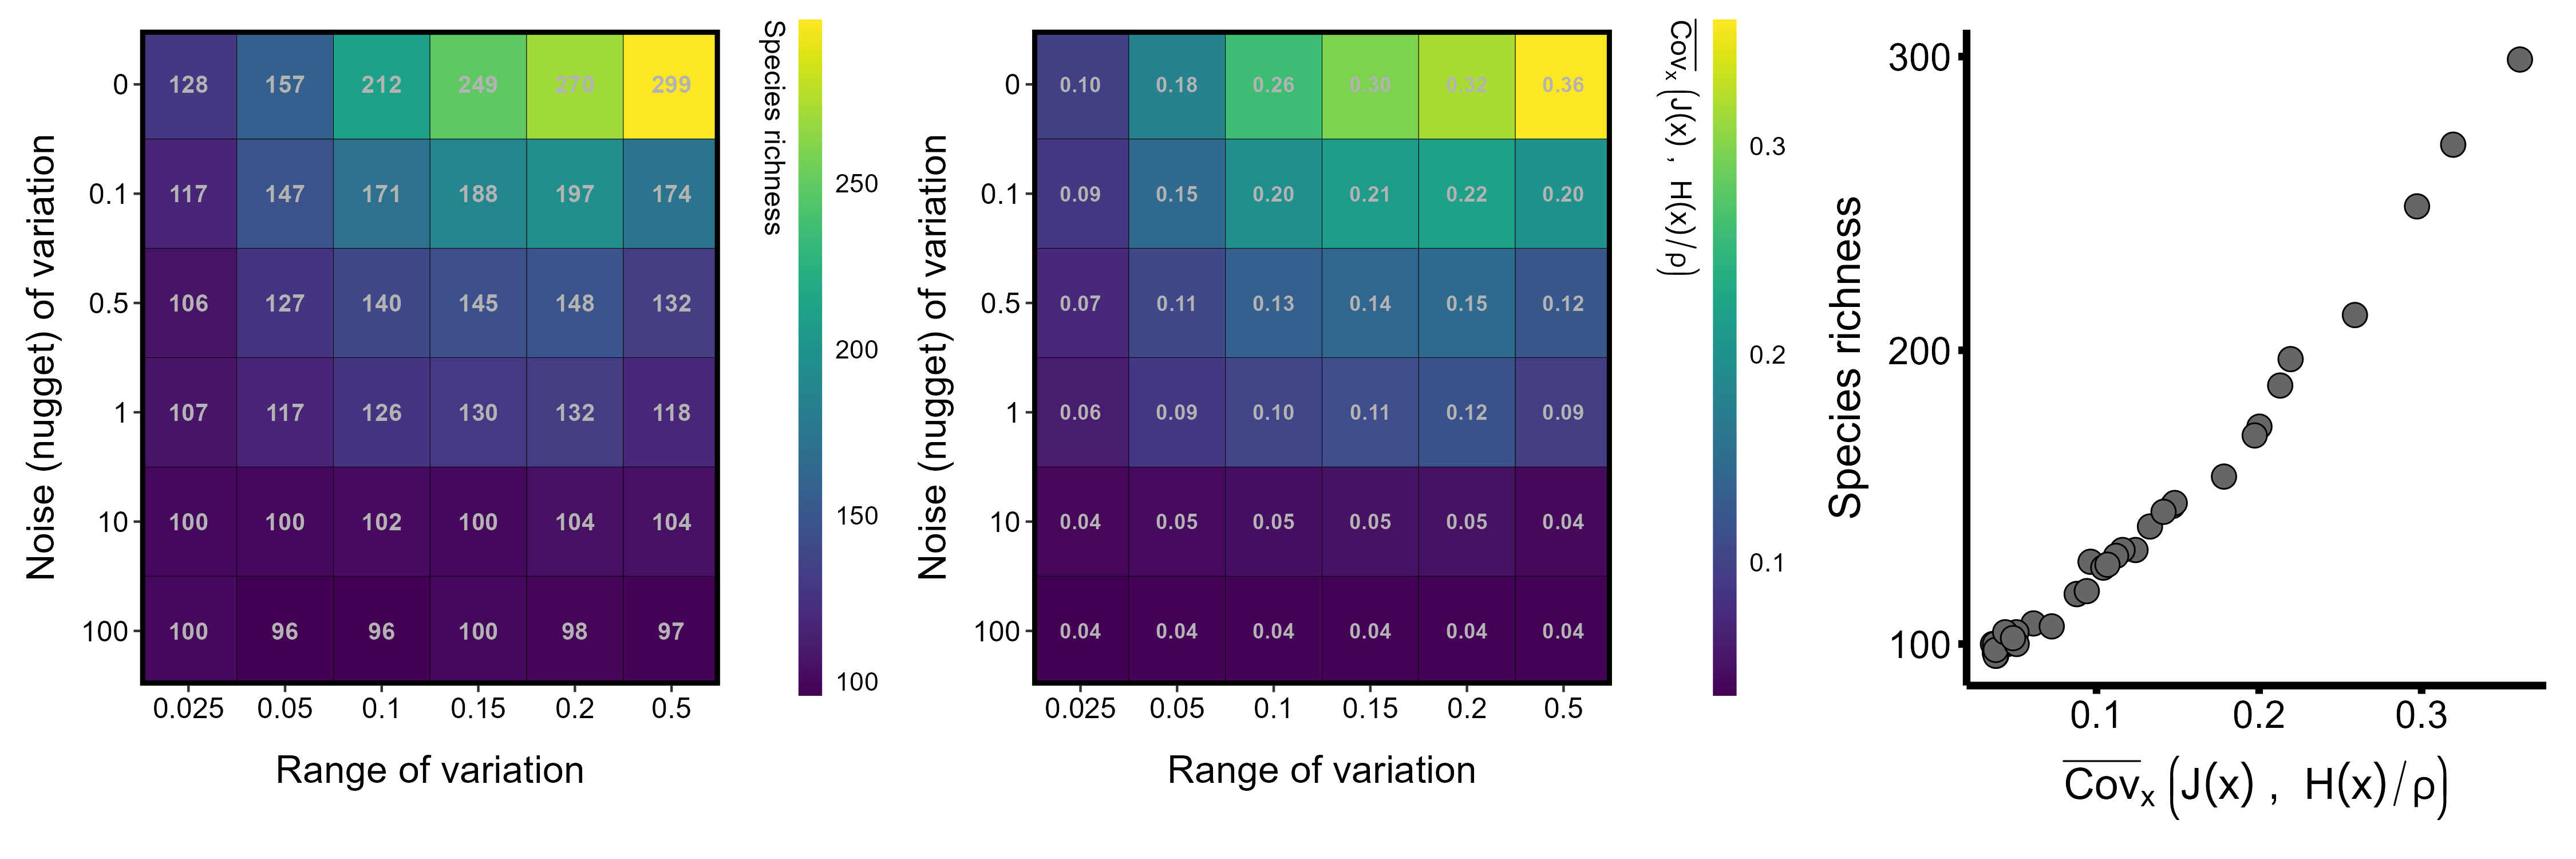 Noise (nugget) of variation
0
0.1
0.5
1
10
100
128 157 212 249 270 299
117 147 171 188 197 174
106 127 140 145 148 132
107 117 126 130 132 118
100 100 102 100 104 104
100 96 96 100 98 97
0.025 0.05 0.1 0.15 0.2 0.5
Range of variation
Species richness
250
200
150
100
Noise (nugget) of variation
0
0.1
0.5
1
10
100
0.10 0.18 0.26 0.30 0.32 0.36
0.09 0.15 0.20 0.21 0.22 0.20
0.07 0.11 0.13 0.14 0.15 0.12
0.06 0.09 0.10 0.11 0.12 0.09
0.04 0.05 0.05 0.05 0.05 0.04
0.04 0.04 0.04 0.04 0.04 0.04
0.025 0.05 0.1 0.15 0.2 0.5
Range of variation
C̅o̅v̅ₓ (J(x) , H(x)/ρ)
0.3
0.2
0.1
Species richness
300
200
100
0.1 0.2 0.3
C̅o̅v̅ₓ (J(x) , H(x)/ρ)